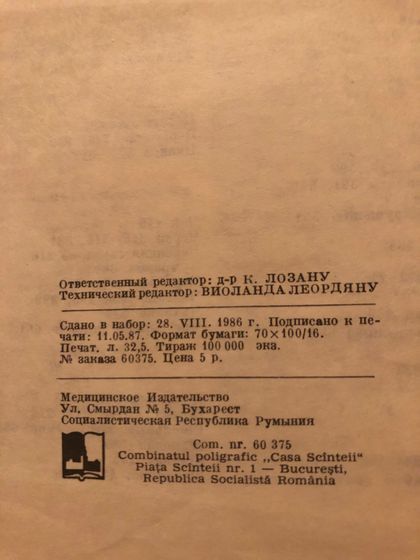 Ответственный редактор: д-р К. ЛОЗАНУ
Технический редактор: ВИОЛАНДА ЛЕОРДЯНУ
Сдано в набор: 28. VIII. 1986 г. Подписано к пе-
чати: 11.05.87. Формат бумаги: 70×100/16.
Печат. л. 32,5. Тираж 100 000 экз.
№ заказа 60375. Цена 5 р.
Медицинское Издательство
Ул. Смырдан № 5, Бухарест
Социалистическая Республика Румыния
Com. nr. 60 375
Combinatul poligrafic „Casa Scînteii”
Piața Scînteii nr. 1 — București,
Republica Socialistă România